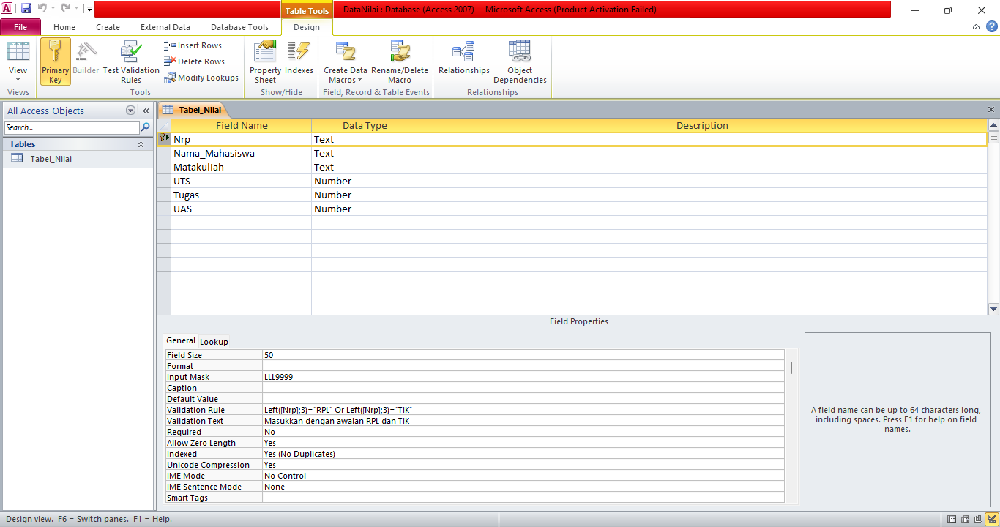 Table Tools
DataNilai : Database (Access 2007) - Microsoft Access (Product Activation Failed)
File
Home
Create
External Data
Database Tools
Design
View
Primary Key
Builder
Test Validation Rules
Insert Rows
Delete Rows
Modify Lookups
Property Sheet
Indexes
Create Data Macros
Rename/Delete Macro
Relationships
Object Dependencies
Views
Tools
Show/Hide
Field, Record & Table Events
Relationships
All Access Objects
Search...
Tables
Tabel_Nilai
Tabel_Nilai
Field Name Data Type Description
Nrp Text
Nama_Mahasiswa Text
Matakuliah Text
UTS Number
Tugas Number
UAS Number
Field Properties
General Lookup
Field Size 50
Format
Input Mask LLL9999
Caption
Default Value
Validation Rule Left([Nrp];3)="RPL" Or Left([Nrp];3)="TIK"
Validation Text Masukkan dengan awalan RPL dan TIK
Required No
Allow Zero Length Yes
Indexed Yes (No Duplicates)
Unicode Compression Yes
IME Mode No Control
IME Sentence Mode None
Smart Tags
A field name can be up to 64 characters long,
including spaces. Press F1 for help on field
names.
Design view. F6 = Switch panes. F1 = Help.